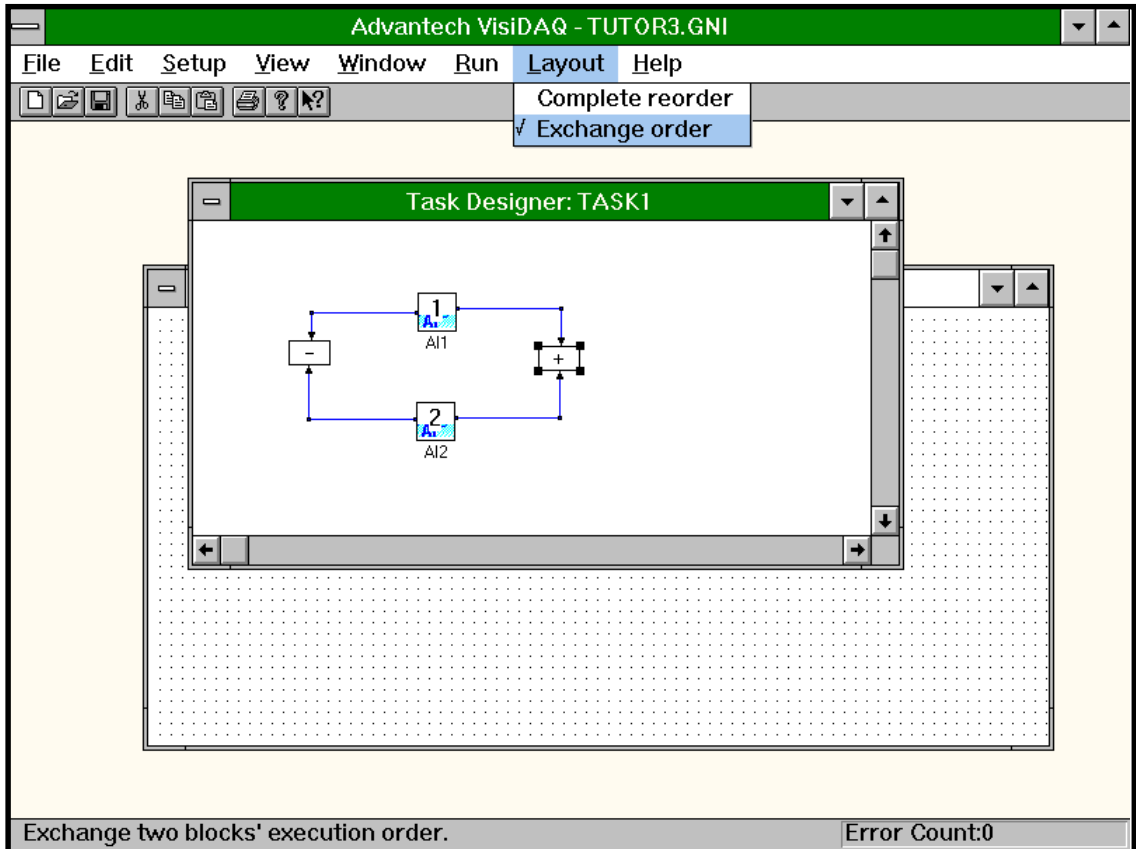 Advantech VisiDAQ - TUTOR3.GNI
File Edit Setup View Window Run Layout Help
Complete reorder
√ Exchange order
Task Designer: TASK1
1
A
AI1
-
+
2
A
AI2
Exchange two blocks' execution order.
Error Count:0